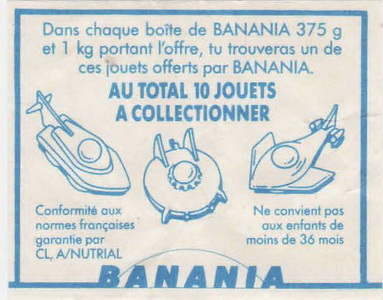 Dans chaque boîte de BANANIA 375 g
et 1 kg portant l'offre, tu trouveras un de
ces jouets offerts par BANANIA.
AU TOTAL 10 JOUETS
A COLLECTIONNER
Conformité aux
normes françaises
garantie par
CL, A/NUTRIAL
Ne convient pas
aux enfants de
moins de 36 mois
BANANIA